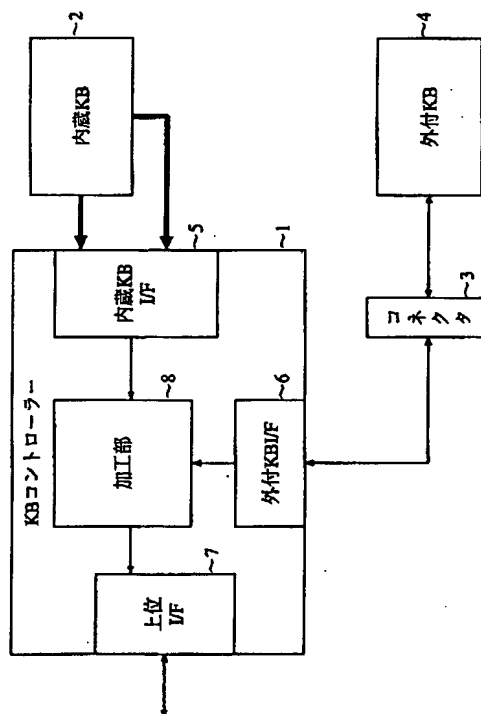 KBコントローラー
~1
上位
I/F
~7
加工部
~8
内蔵KB
I/F
~5
外付KBI/F
~6
内蔵KB
~2
コネクタ
~3
外付KB
~4